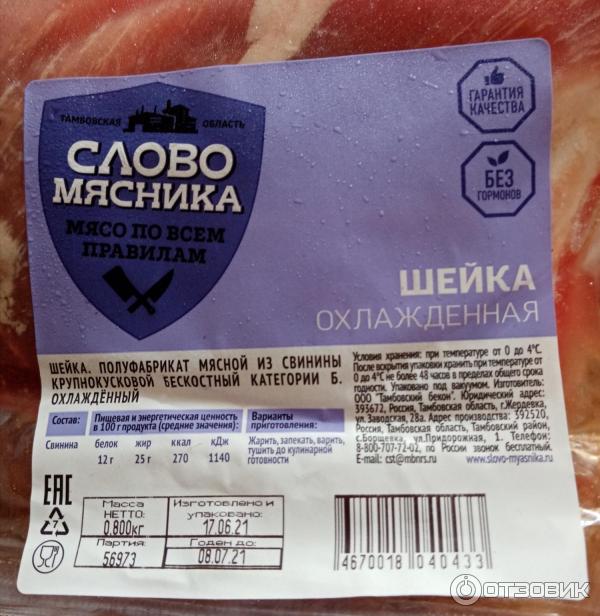 ТАМБОВСКАЯ ОБЛАСТЬ
СЛОВО
МЯСНИКА
МЯСО ПО ВСЕМ
ПРАВИЛАМ
ГАРАНТИЯ
КАЧЕСТВА
БЕЗ
ГОРМОНОВ
ШЕЙКА
ОХЛАЖДЕННАЯ
ШЕЙКА. ПОЛУФАБРИКАТ МЯСНОЙ ИЗ СВИНИНЫ
КРУПНОКУСКОВОЙ БЕСКОСТНЫЙ КАТЕГОРИИ Б.
ОХЛАЖДЁННЫЙ
Условия хранения: при температуре от 0 до 4°С.
После вскрытия упаковки хранить при температуре от
0 до 4°С не более 48 часов в пределах общего срока
годности. Упаковано под вакуумом. Изготовитель:
ООО "Тамбовский бекон". Юридический адрес:
393672, Россия, Тамбовская область, г.Жердевка,
ул.Заводская, 28а. Адрес производства: 392520,
Россия, Тамбовская область, Тамбовский район,
с.Борщевка, ул.Придорожная, 1. Телефон:
8-800-707-72-02, по России звонок бесплатный.
E-mail: cst@mbnrs.ru www.slovo-myasnika.ru
Состав:
Свинина
Пищевая и энергетическая ценность
в 100 г продукта (средние значения):
белок жир ккал кДж
12 г 25 г 270 1140
Варианты
приготовления:
Жарить, запекать, варить,
тушить до кулинарной
готовности
EAC
7
Масса
НЕТТО:
0.800кг
Партия:
56973
Изготовлено и
упаковано:
17.06.21
Годен до:
08.07.21
4670018 040433
ОТЗОВИК